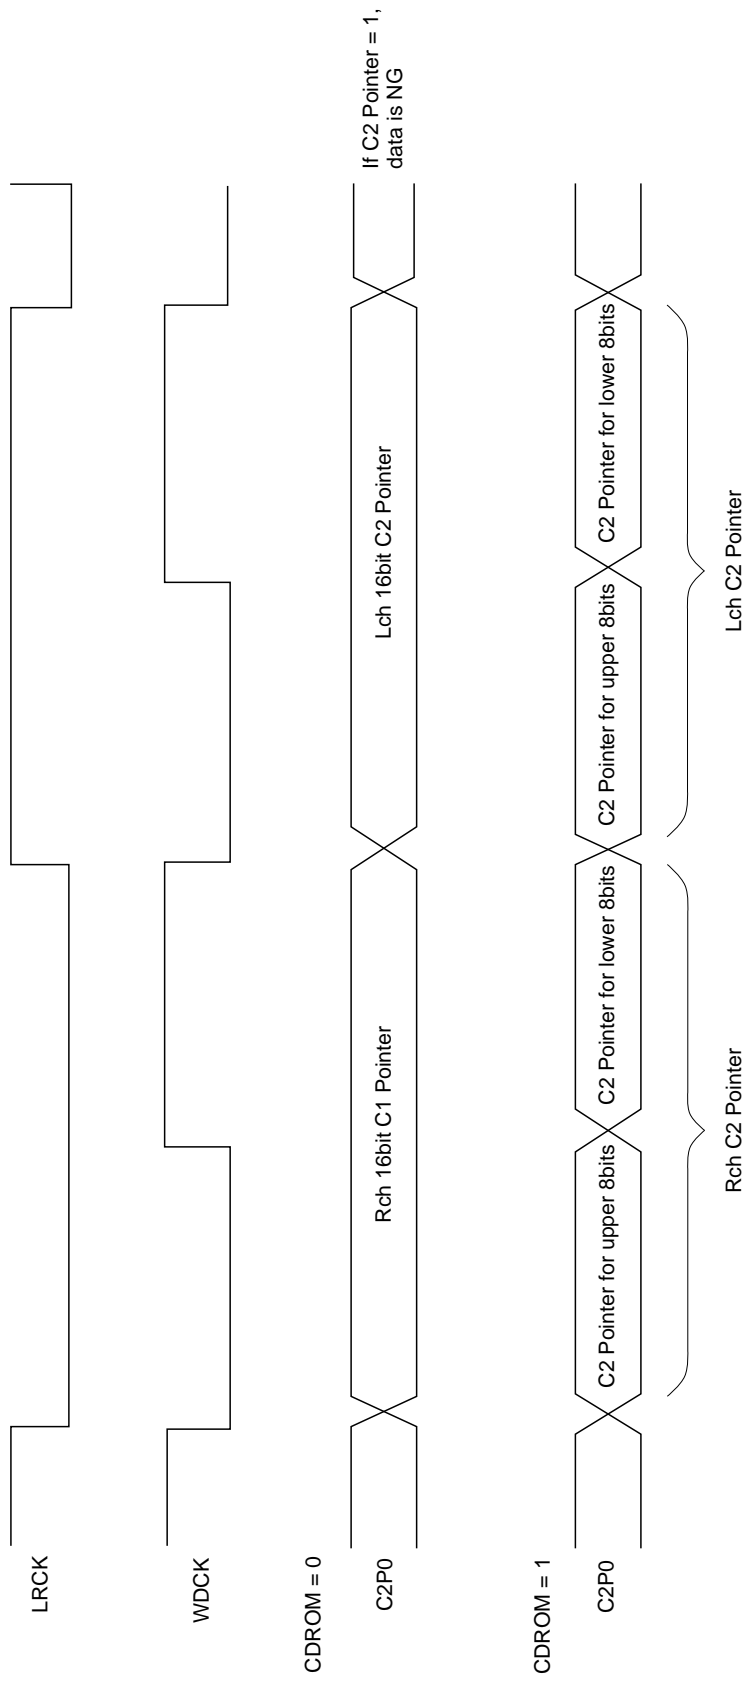 LRCK
WDCK
CDROM = 0
C2P0
Rch 16bit C1 Pointer
Lch 16bit C2 Pointer
If C2 Pointer = 1,
data is NG
CDROM = 1
C2P0
C2 Pointer for upper 8bits
C2 Pointer for lower 8bits
C2 Pointer for upper 8bits
C2 Pointer for lower 8bits
Rch C2 Pointer
Lch C2 Pointer